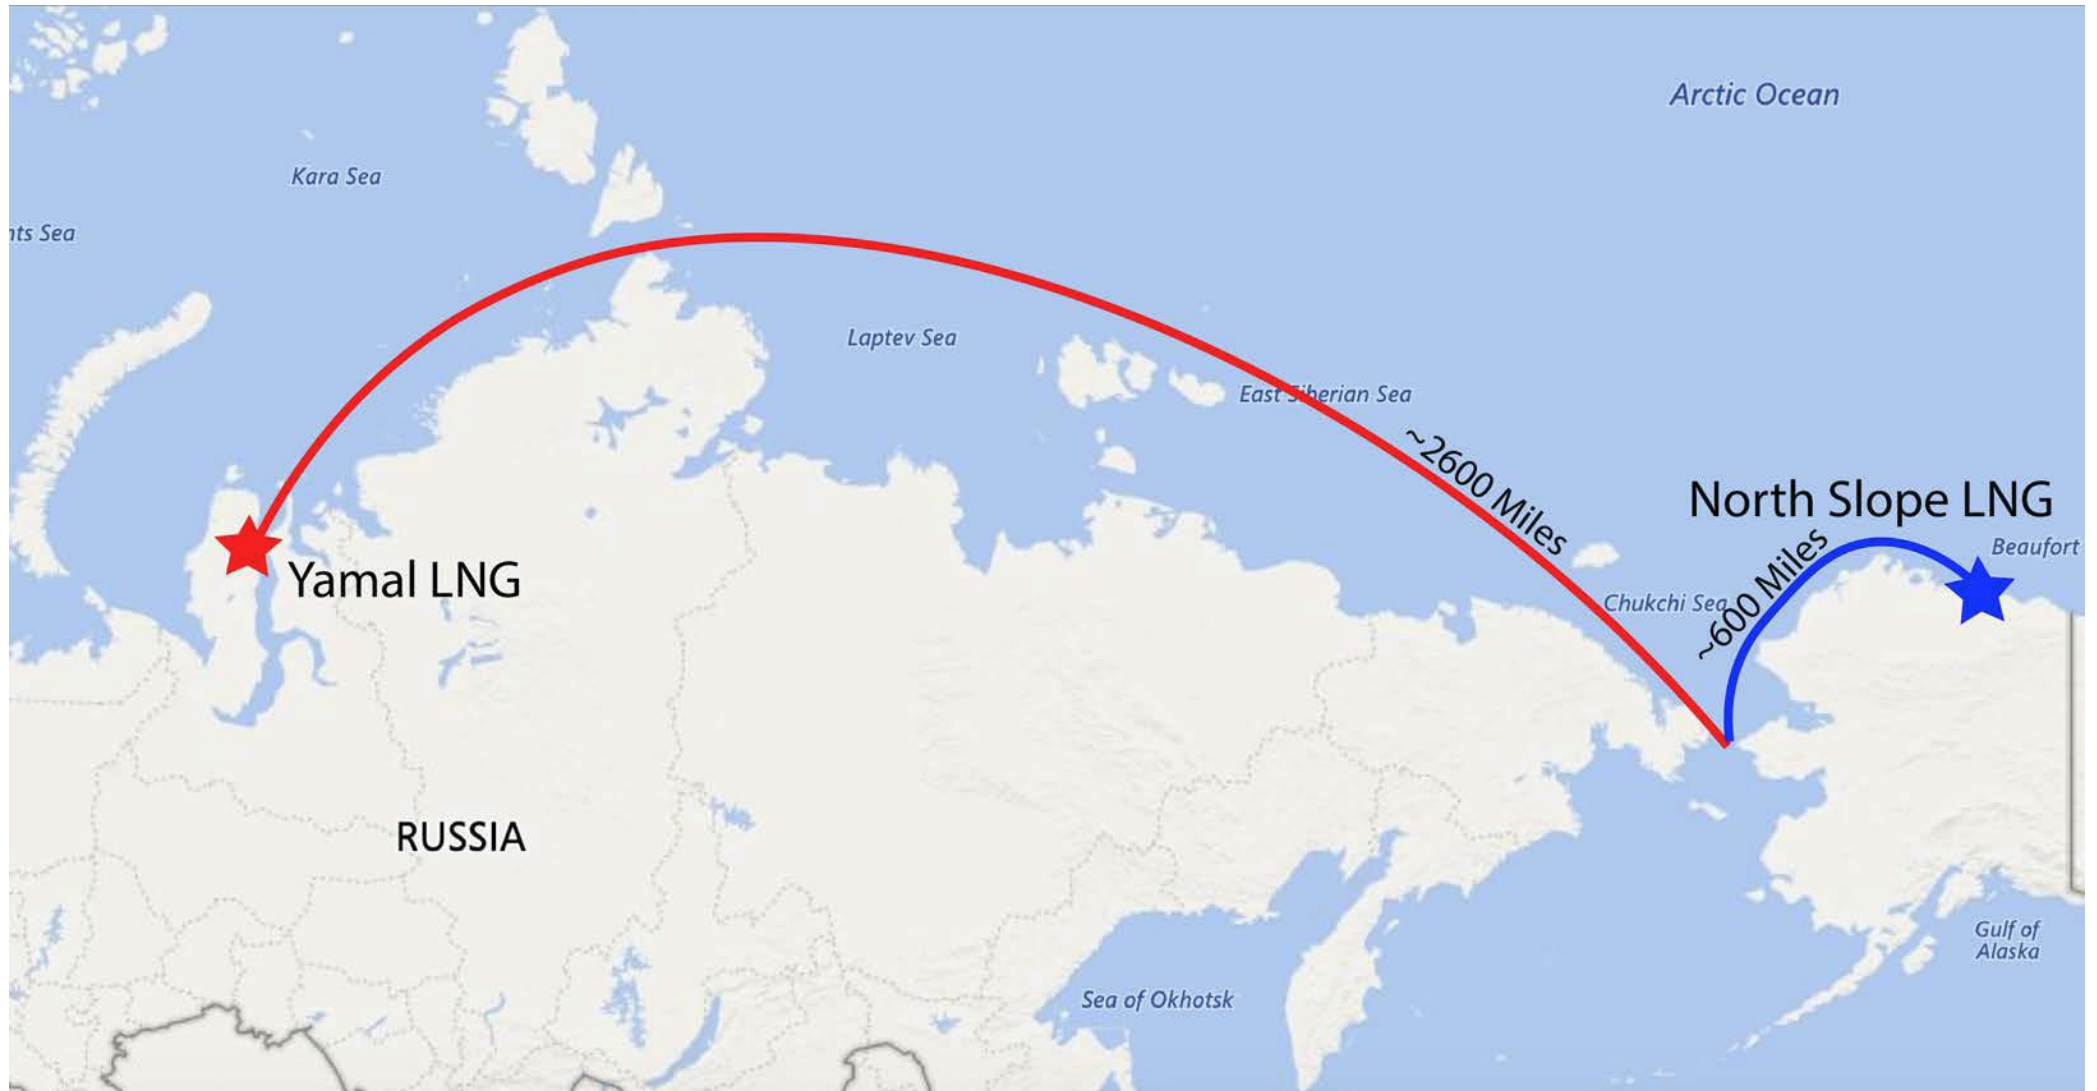 Arctic Ocean
Kara Sea
nts Sea
Laptev Sea
East Siberian Sea
~2600 Miles
North Slope LNG
Beaufort
~600 Miles
Yamal LNG
Chukchi Sea
RUSSIA
Gulf of
Alaska
Sea of Okhotsk